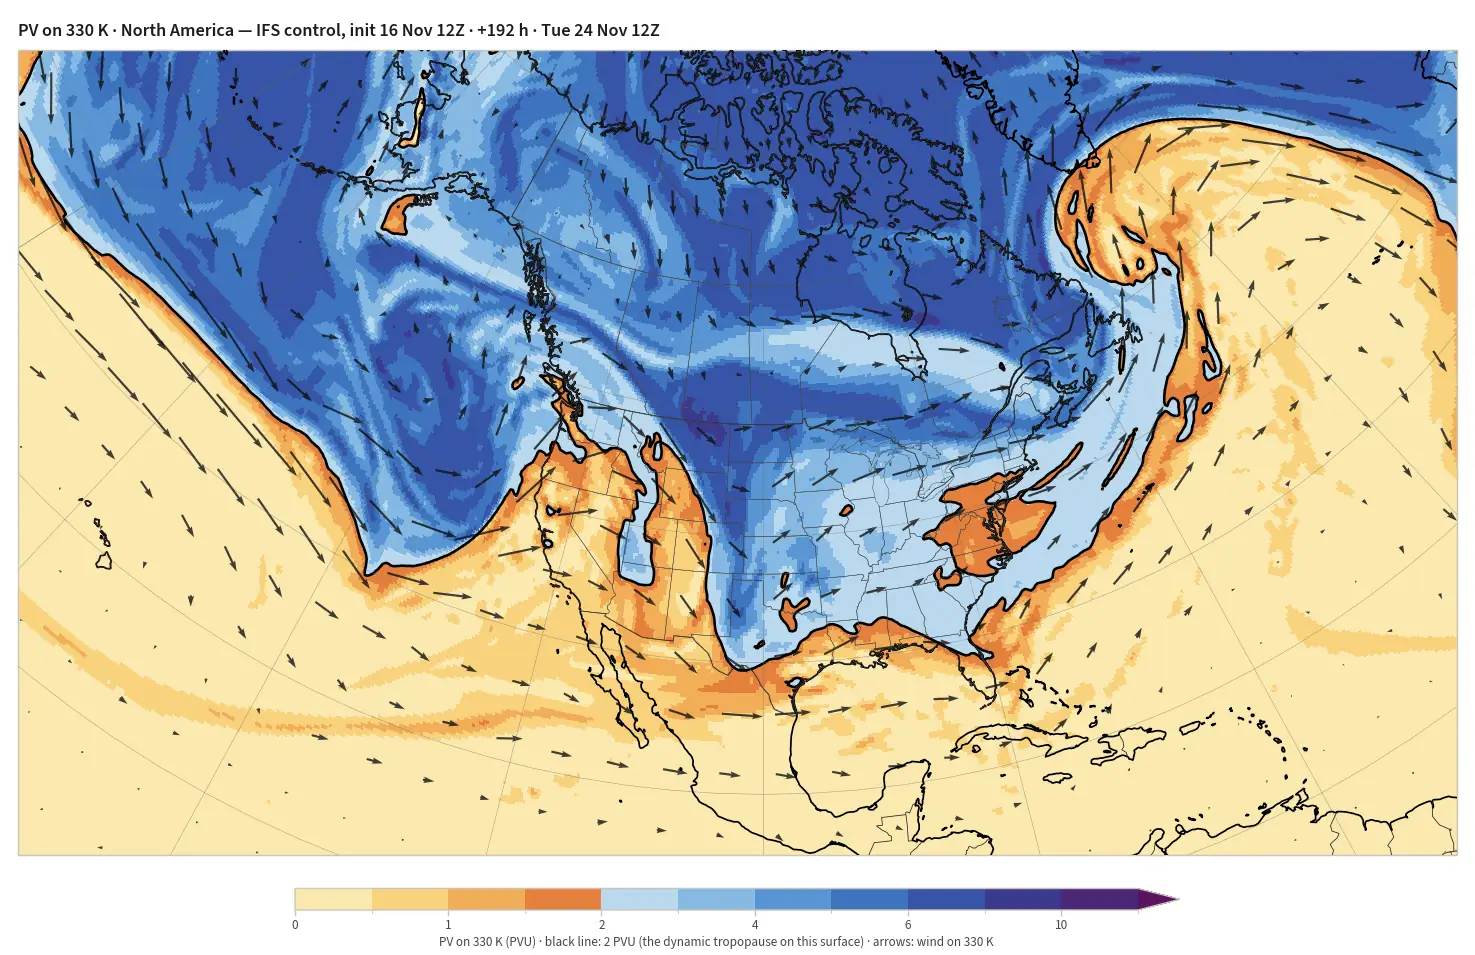 PV on 330 K · North America — IFS control, init 16 Nov 12Z · +192 h · Tue 24 Nov 12Z
0 1 2 4 6 10
PV on 330 K (PVU) · black line: 2 PVU (the dynamic tropopause on this surface) · arrows: wind on 330 K